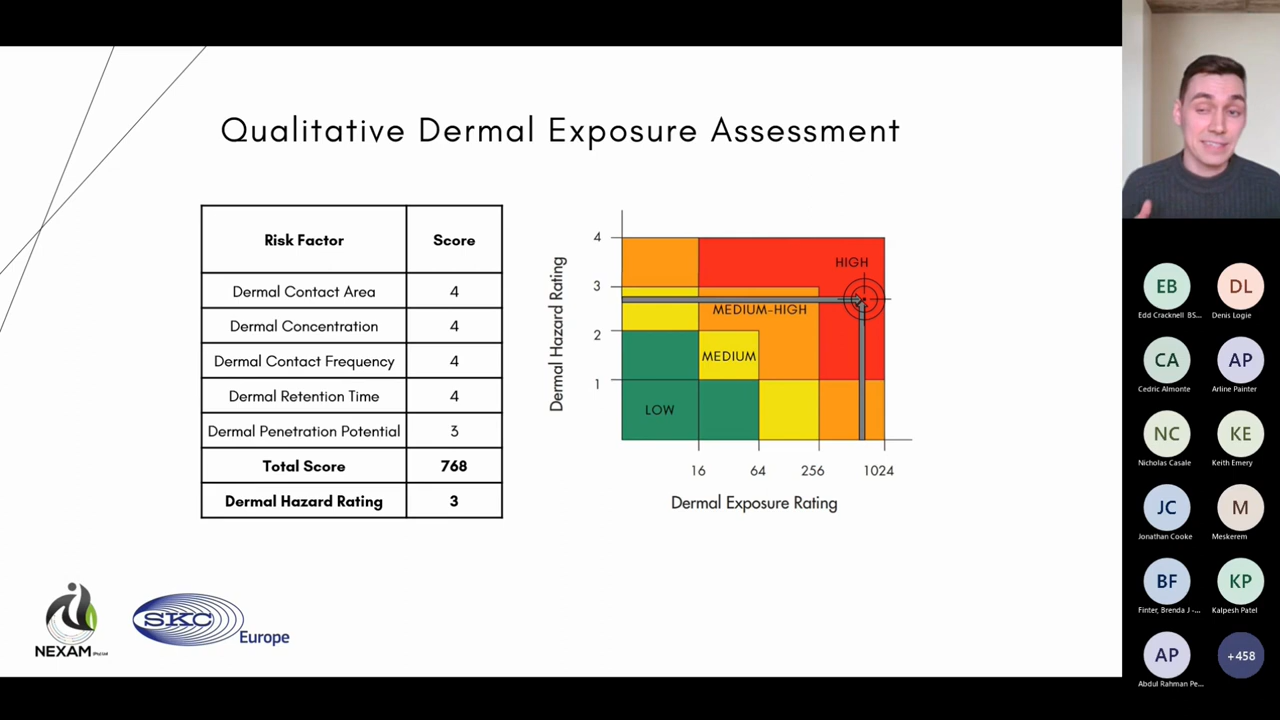 Qualitative Dermal Exposure Assessment
Risk Factor Score
Dermal Contact Area 4
Dermal Concentration 4
Dermal Contact Frequency 4
Dermal Retention Time 4
Dermal Penetration Potential 3
Total Score 768
Dermal Hazard Rating 3
Dermal Hazard Rating
4
3
2
1
HIGH
MEDIUM-HIGH
MEDIUM
LOW
16 64 256 1024
Dermal Exposure Rating
NEXAM
SKC Europe
EB DL
Edd Cracknell BS... Denis Logie
CA AP
Cedric Almonte Arline Painter
NC KE
Nicholas Casale Keith Emery
JC M
Jonathan Cooke Meskerem
BF KP
Finter, Brenda J -... Kalpesh Patel
AP +458
Abdul Rahman Pe...